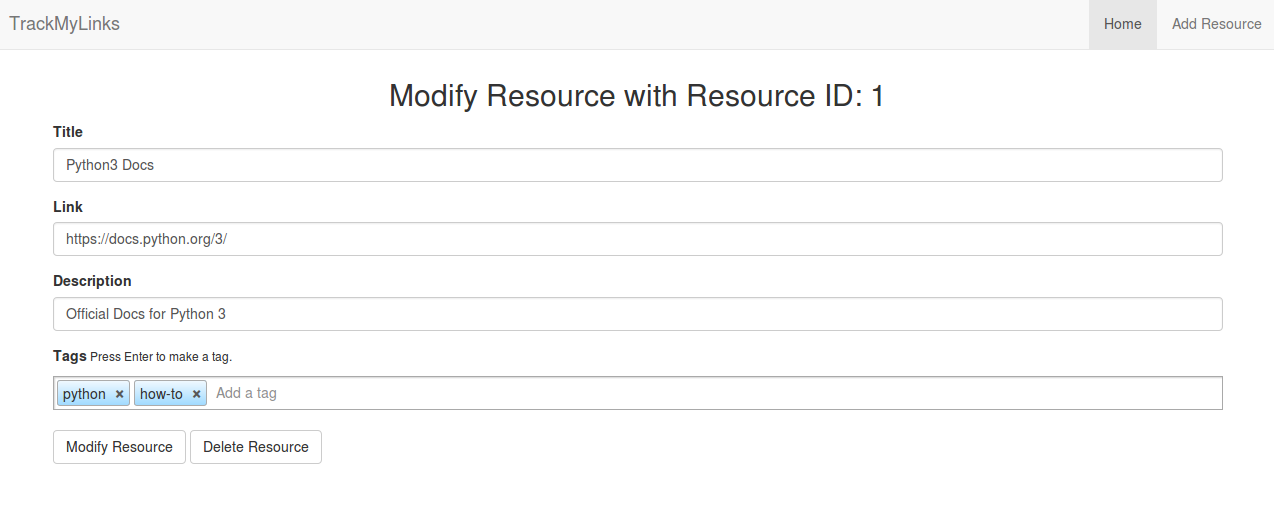 TrackMyLinks Home Add Resource
Modify Resource with Resource ID: 1
Title
Python3 Docs
Link
https://docs.python.org/3/
Description
Official Docs for Python 3
Tags Press Enter to make a tag.
python × how-to × Add a tag
Modify Resource Delete Resource